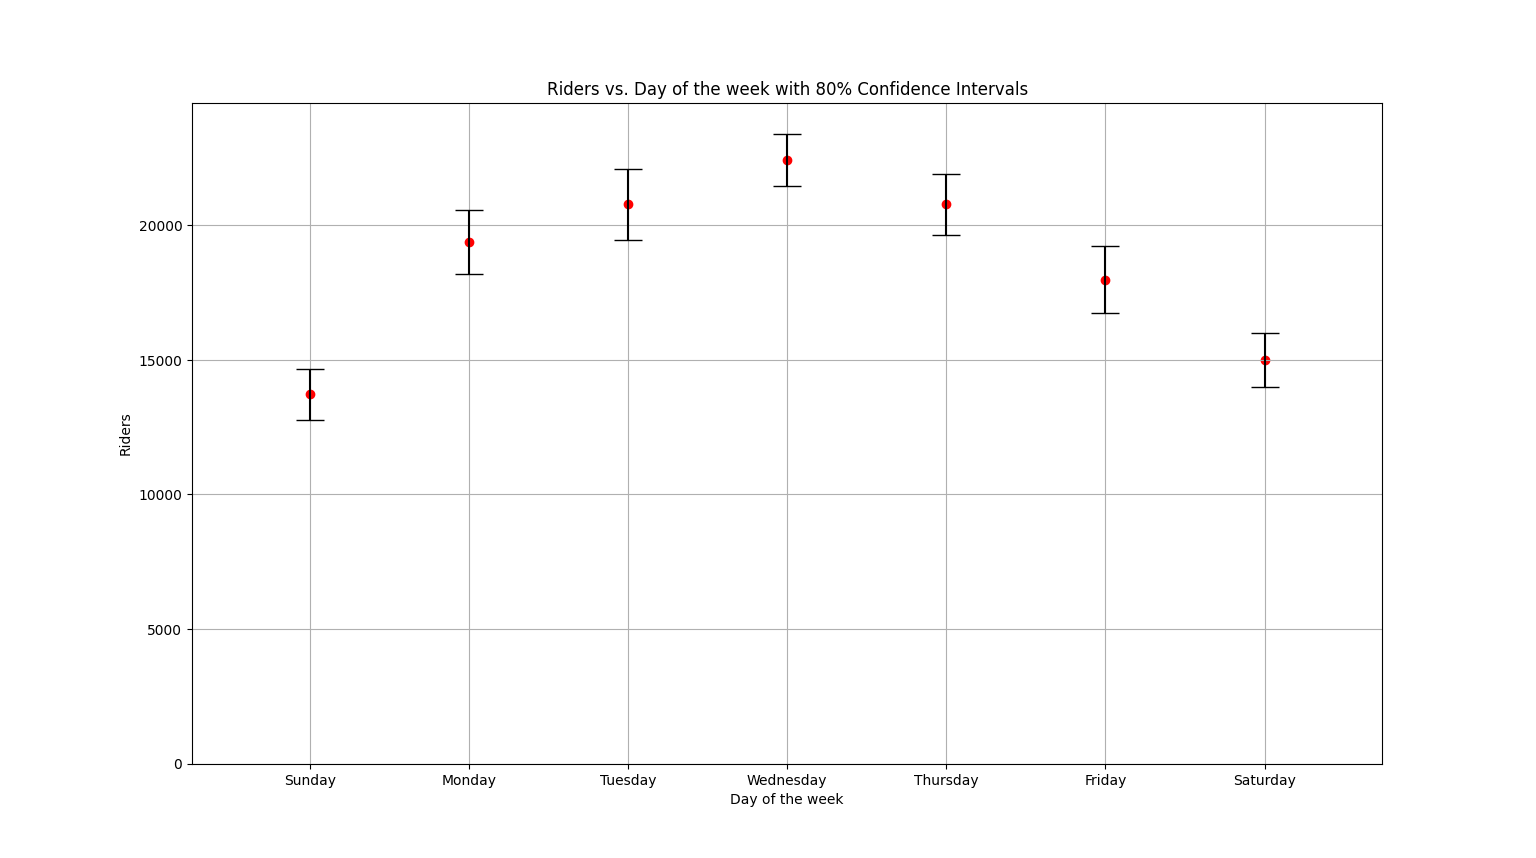 Riders vs. Day of the week with 80% Confidence Intervals
20000
15000
10000
5000
0
Riders
Sunday Monday Tuesday Wednesday Thursday Friday Saturday
Day of the week